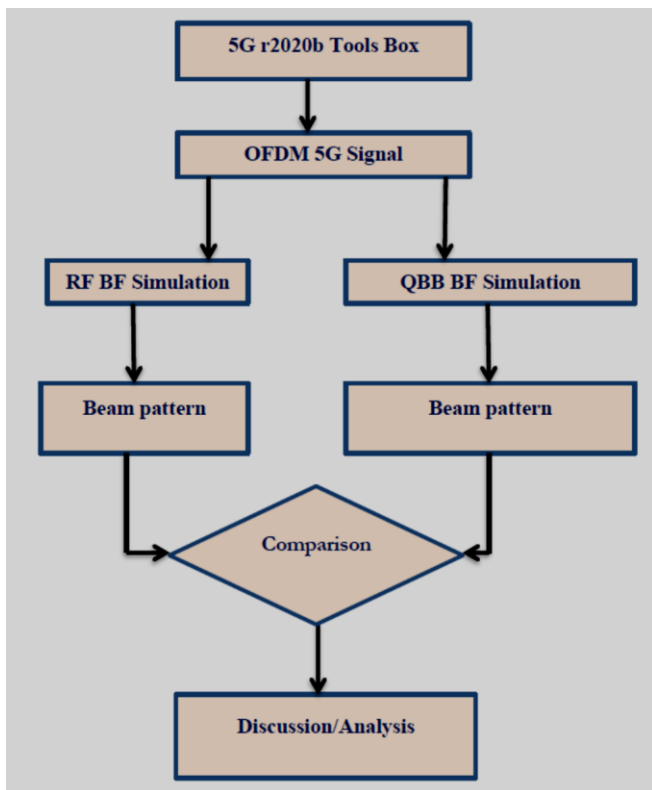 5G r2020b Tools Box
OFDM 5G Signal
RF BF Simulation
QBB BF Simulation
Beam pattern
Beam pattern
Comparison
Discussion/Analysis